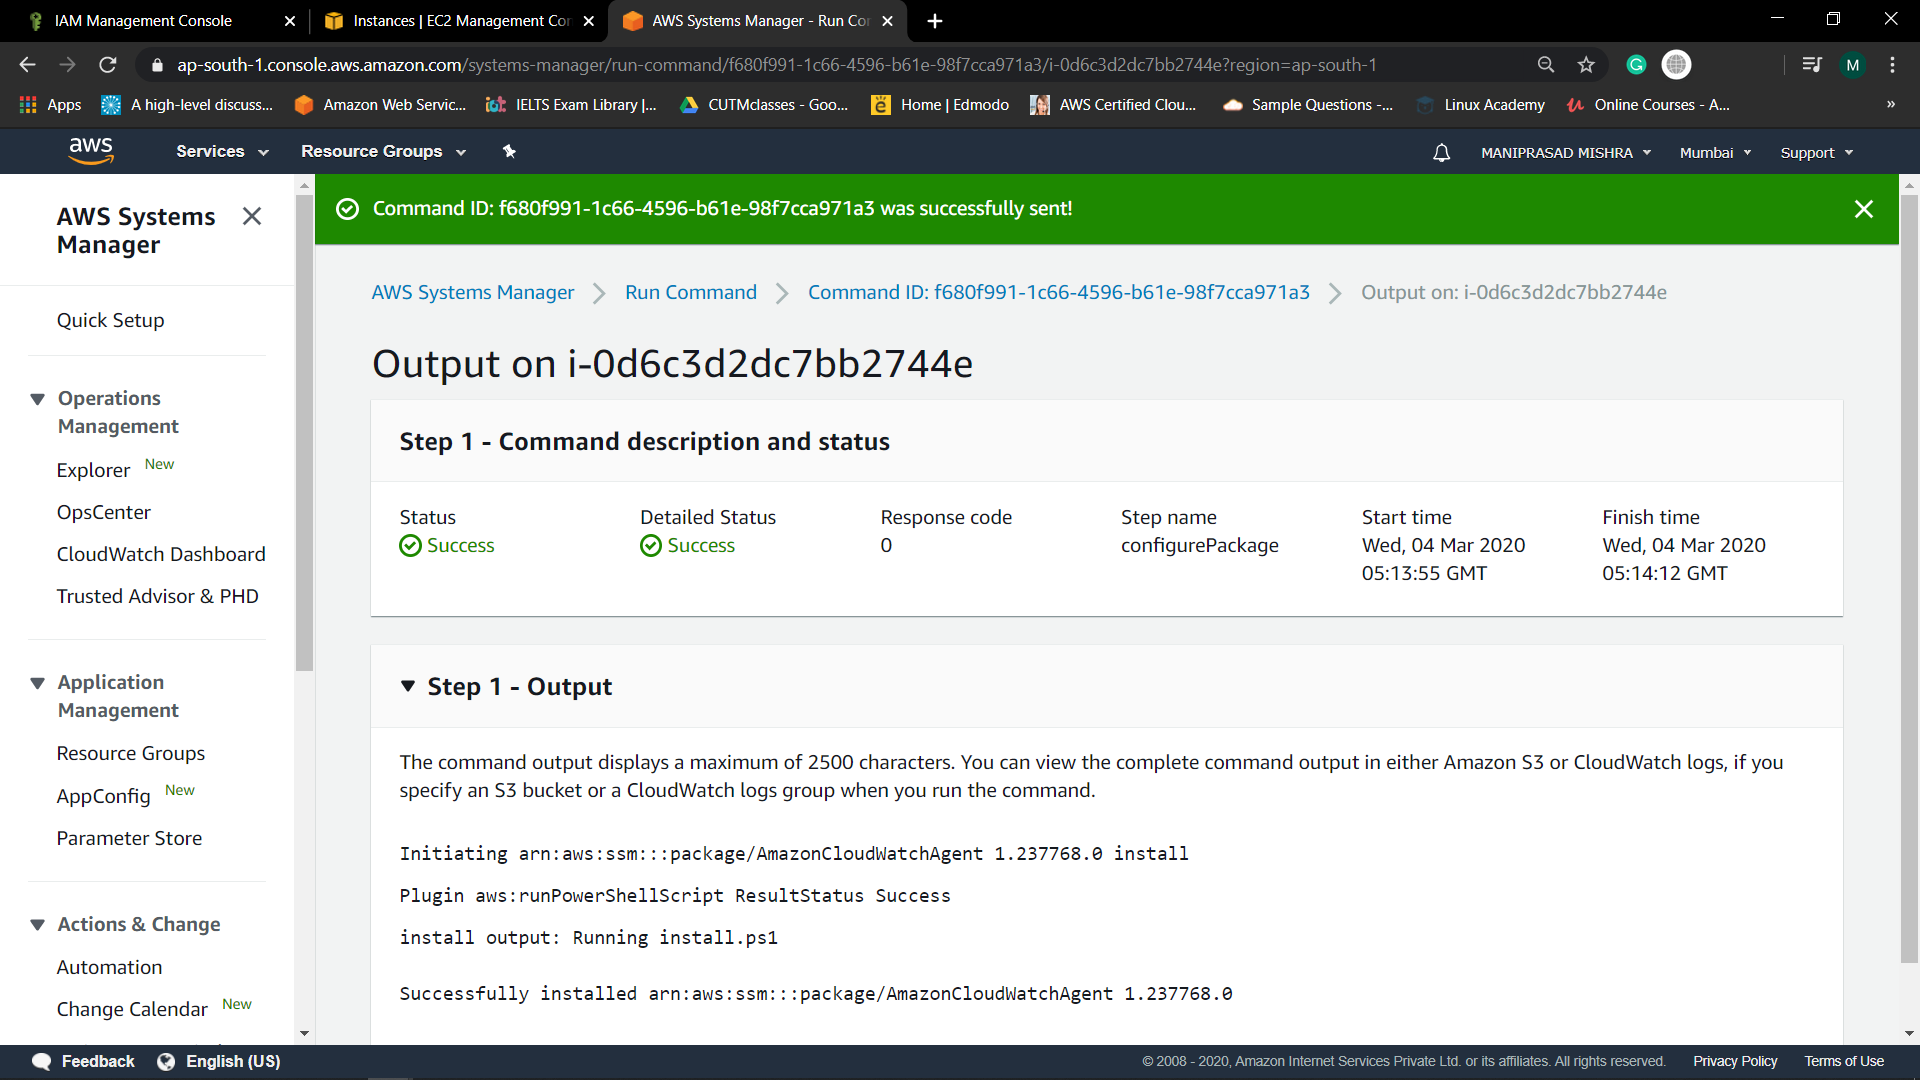 IAM Management Console
Instances | EC2 Management Con
AWS Systems Manager - Run Con
ap-south-1.console.aws.amazon.com/systems-manager/run-command/f680f991-1c66-4596-b61e-98f7cca971a3/i-0d6c3d2dc7bb2744e?region=ap-south-1
G
M
Apps
A high-level discuss...
Amazon Web Servic...
IELTS Exam Library |...
CUTMclasses - Goo...
Home | Edmodo
AWS Certified Clou...
Sample Questions -...
Linux Academy
Online Courses - A...
»
aws
Services
Resource Groups
MANIPRASAD MISHRA
Mumbai
Support
AWS Systems
Manager
Quick Setup
Operations
Management
Explorer New
OpsCenter
CloudWatch Dashboard
Trusted Advisor & PHD
Application
Management
Resource Groups
AppConfig New
Parameter Store
Actions & Change
Automation
Change Calendar New
Command ID: f680f991-1c66-4596-b61e-98f7cca971a3 was successfully sent!
AWS Systems Manager
Run Command
Command ID: f680f991-1c66-4596-b61e-98f7cca971a3
Output on: i-0d6c3d2dc7bb2744e
Output on i-0d6c3d2dc7bb2744e
Step 1 - Command description and status
Status
Success
Detailed Status
Success
Response code
0
Step name
configurePackage
Start time
Wed, 04 Mar 2020
05:13:55 GMT
Finish time
Wed, 04 Mar 2020
05:14:12 GMT
Step 1 - Output
The command output displays a maximum of 2500 characters. You can view the complete command output in either Amazon S3 or CloudWatch logs, if you
specify an S3 bucket or a CloudWatch logs group when you run the command.
Initiating arn:aws:ssm:::package/AmazonCloudWatchAgent 1.237768.0 install
Plugin aws:runPowerShellScript ResultStatus Success
install output: Running install.ps1
Successfully installed arn:aws:ssm:::package/AmazonCloudWatchAgent 1.237768.0
Feedback
English (US)
© 2008 - 2020, Amazon Internet Services Private Ltd. or its affiliates. All rights reserved.
Privacy Policy
Terms of Use